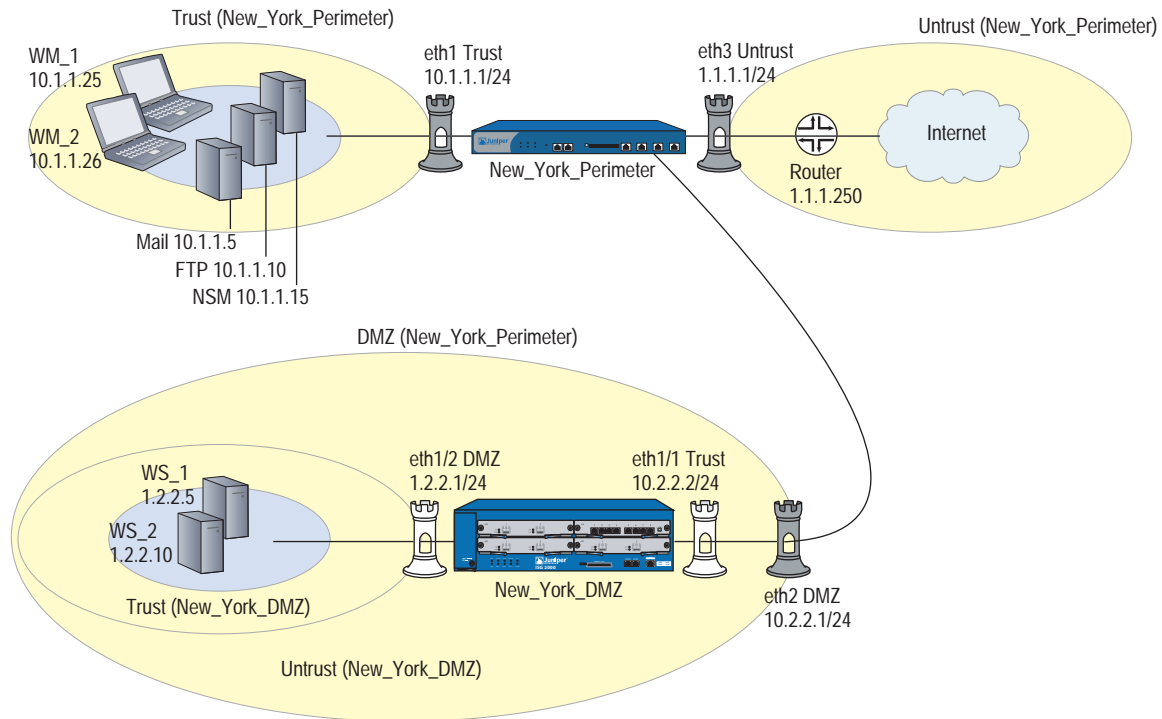 Trust (New_York_Perimeter)
Untrust (New_York_Perimeter)
WM_1
10.1.1.25
WM_2
10.1.1.26
eth1 Trust
10.1.1.1/24
eth3 Untrust
1.1.1.1/24
Juniper
New_York_Perimeter
Internet
Router
1.1.1.250
Mail 10.1.1.5
FTP 10.1.1.10
NSM 10.1.1.15
DMZ (New_York_Perimeter)
WS_1
1.2.2.5
WS_2
1.2.2.10
Trust (New_York_DMZ)
eth1/2 DMZ
1.2.2.1/24
eth1/1 Trust
10.2.2.2/24
Juniper
ISG 2000
New_York_DMZ
eth2 DMZ
10.2.2.1/24
Untrust (New_York_DMZ)